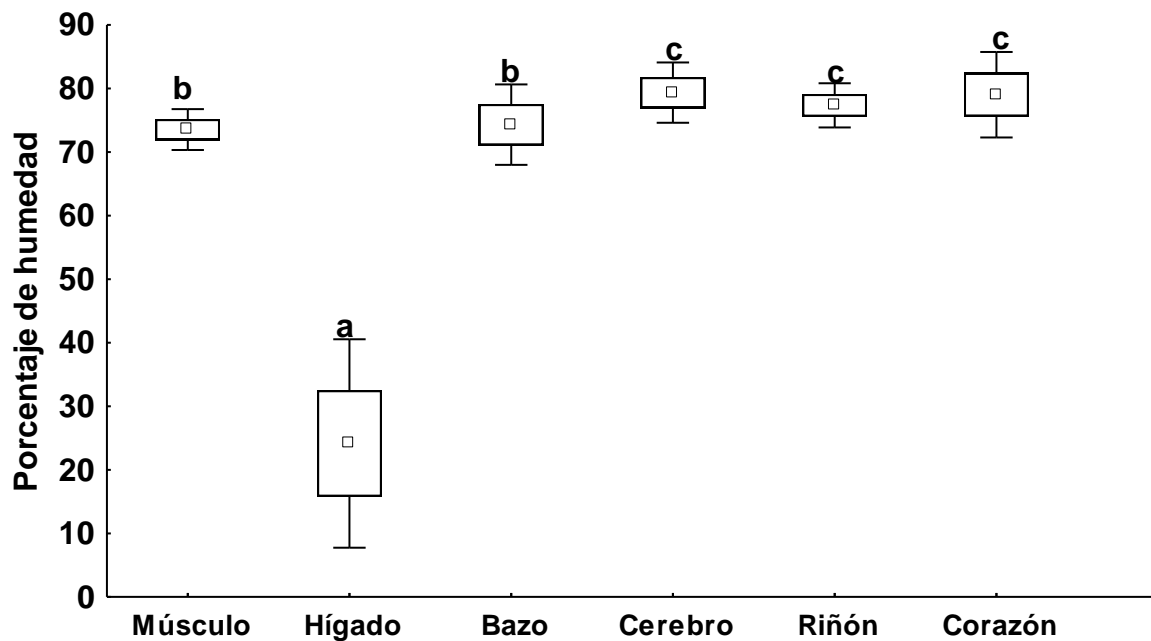 Porcentaje de humedad
90
80
70
60
50
40
30
20
10
0
b
a
b
c
c
c
Músculo Hígado Bazo Cerebro Riñón Corazón